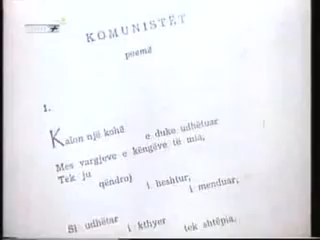 KOMUNISTËT
poemë
1.
Kalon një kohë e duke udhëtuar
Mes vargjeve e këngëve të mia,
Tek ju qëndroj i heshtur, i menduar;
Si udhëtar i kthyer tek shtëpia.